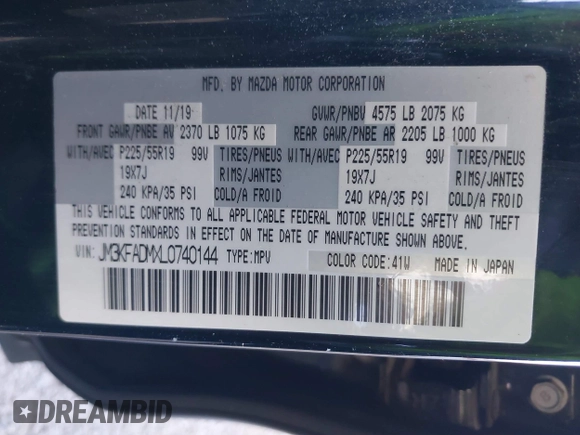 MFD. BY MAZDA MOTOR CORPORATION
DATE 11/19 GVWR/PNBV 4575 LB 2075 KG
FRONT GAWR/PNBE AV 2370 LB 1075 KG REAR GAWR/PNBE AR 2205 LB 1000 KG
WITH/AVEC P225/55R19 99V TIRES/PNEUS WITH/AVEC P225/55R19 99V TIRES/PNEUS
19X7J RIMS/JANTES 19X7J RIMS/JANTES
240 KPA/35 PSI COLD/A FROID 240 KPA/35 PSI COLD/A FROID
THIS VEHICLE CONFORMS TO ALL APPLICABLE FEDERAL MOTOR VEHICLE SAFETY AND THEFT
PREVENTION STANDARDS IN EFFECT ON THE DATE OF MANUFACTURE SHOWN ABOVE.
VIN: JM3KFADMXL0740144 TYPE:MPV COLOR CODE:41W MADE IN JAPAN
DREAMBID